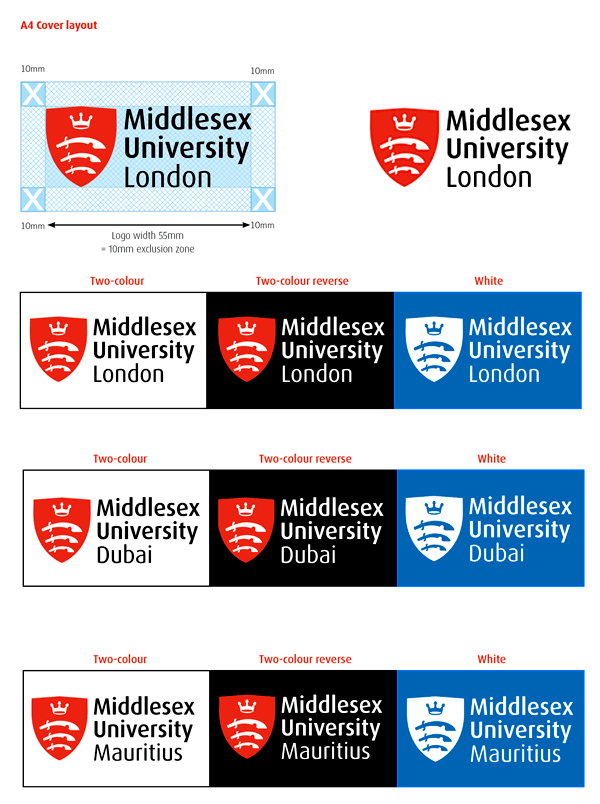 A4 Cover layout
10mm
10mm
X
X
Middlesex
University
London
X
X
10mm
10mm
Logo width 55mm
= 10mm exclusion zone
Middlesex
University
London
Two-colour
Two-colour reverse
White
Middlesex
University
London
Middlesex
University
London
Middlesex
University
London
Two-colour
Two-colour reverse
White
Middlesex
University
Dubai
Middlesex
University
Dubai
Middlesex
University
Dubai
Two-colour
Two-colour reverse
White
Middlesex
University
Mauritius
Middlesex
University
Mauritius
Middlesex
University
Mauritius